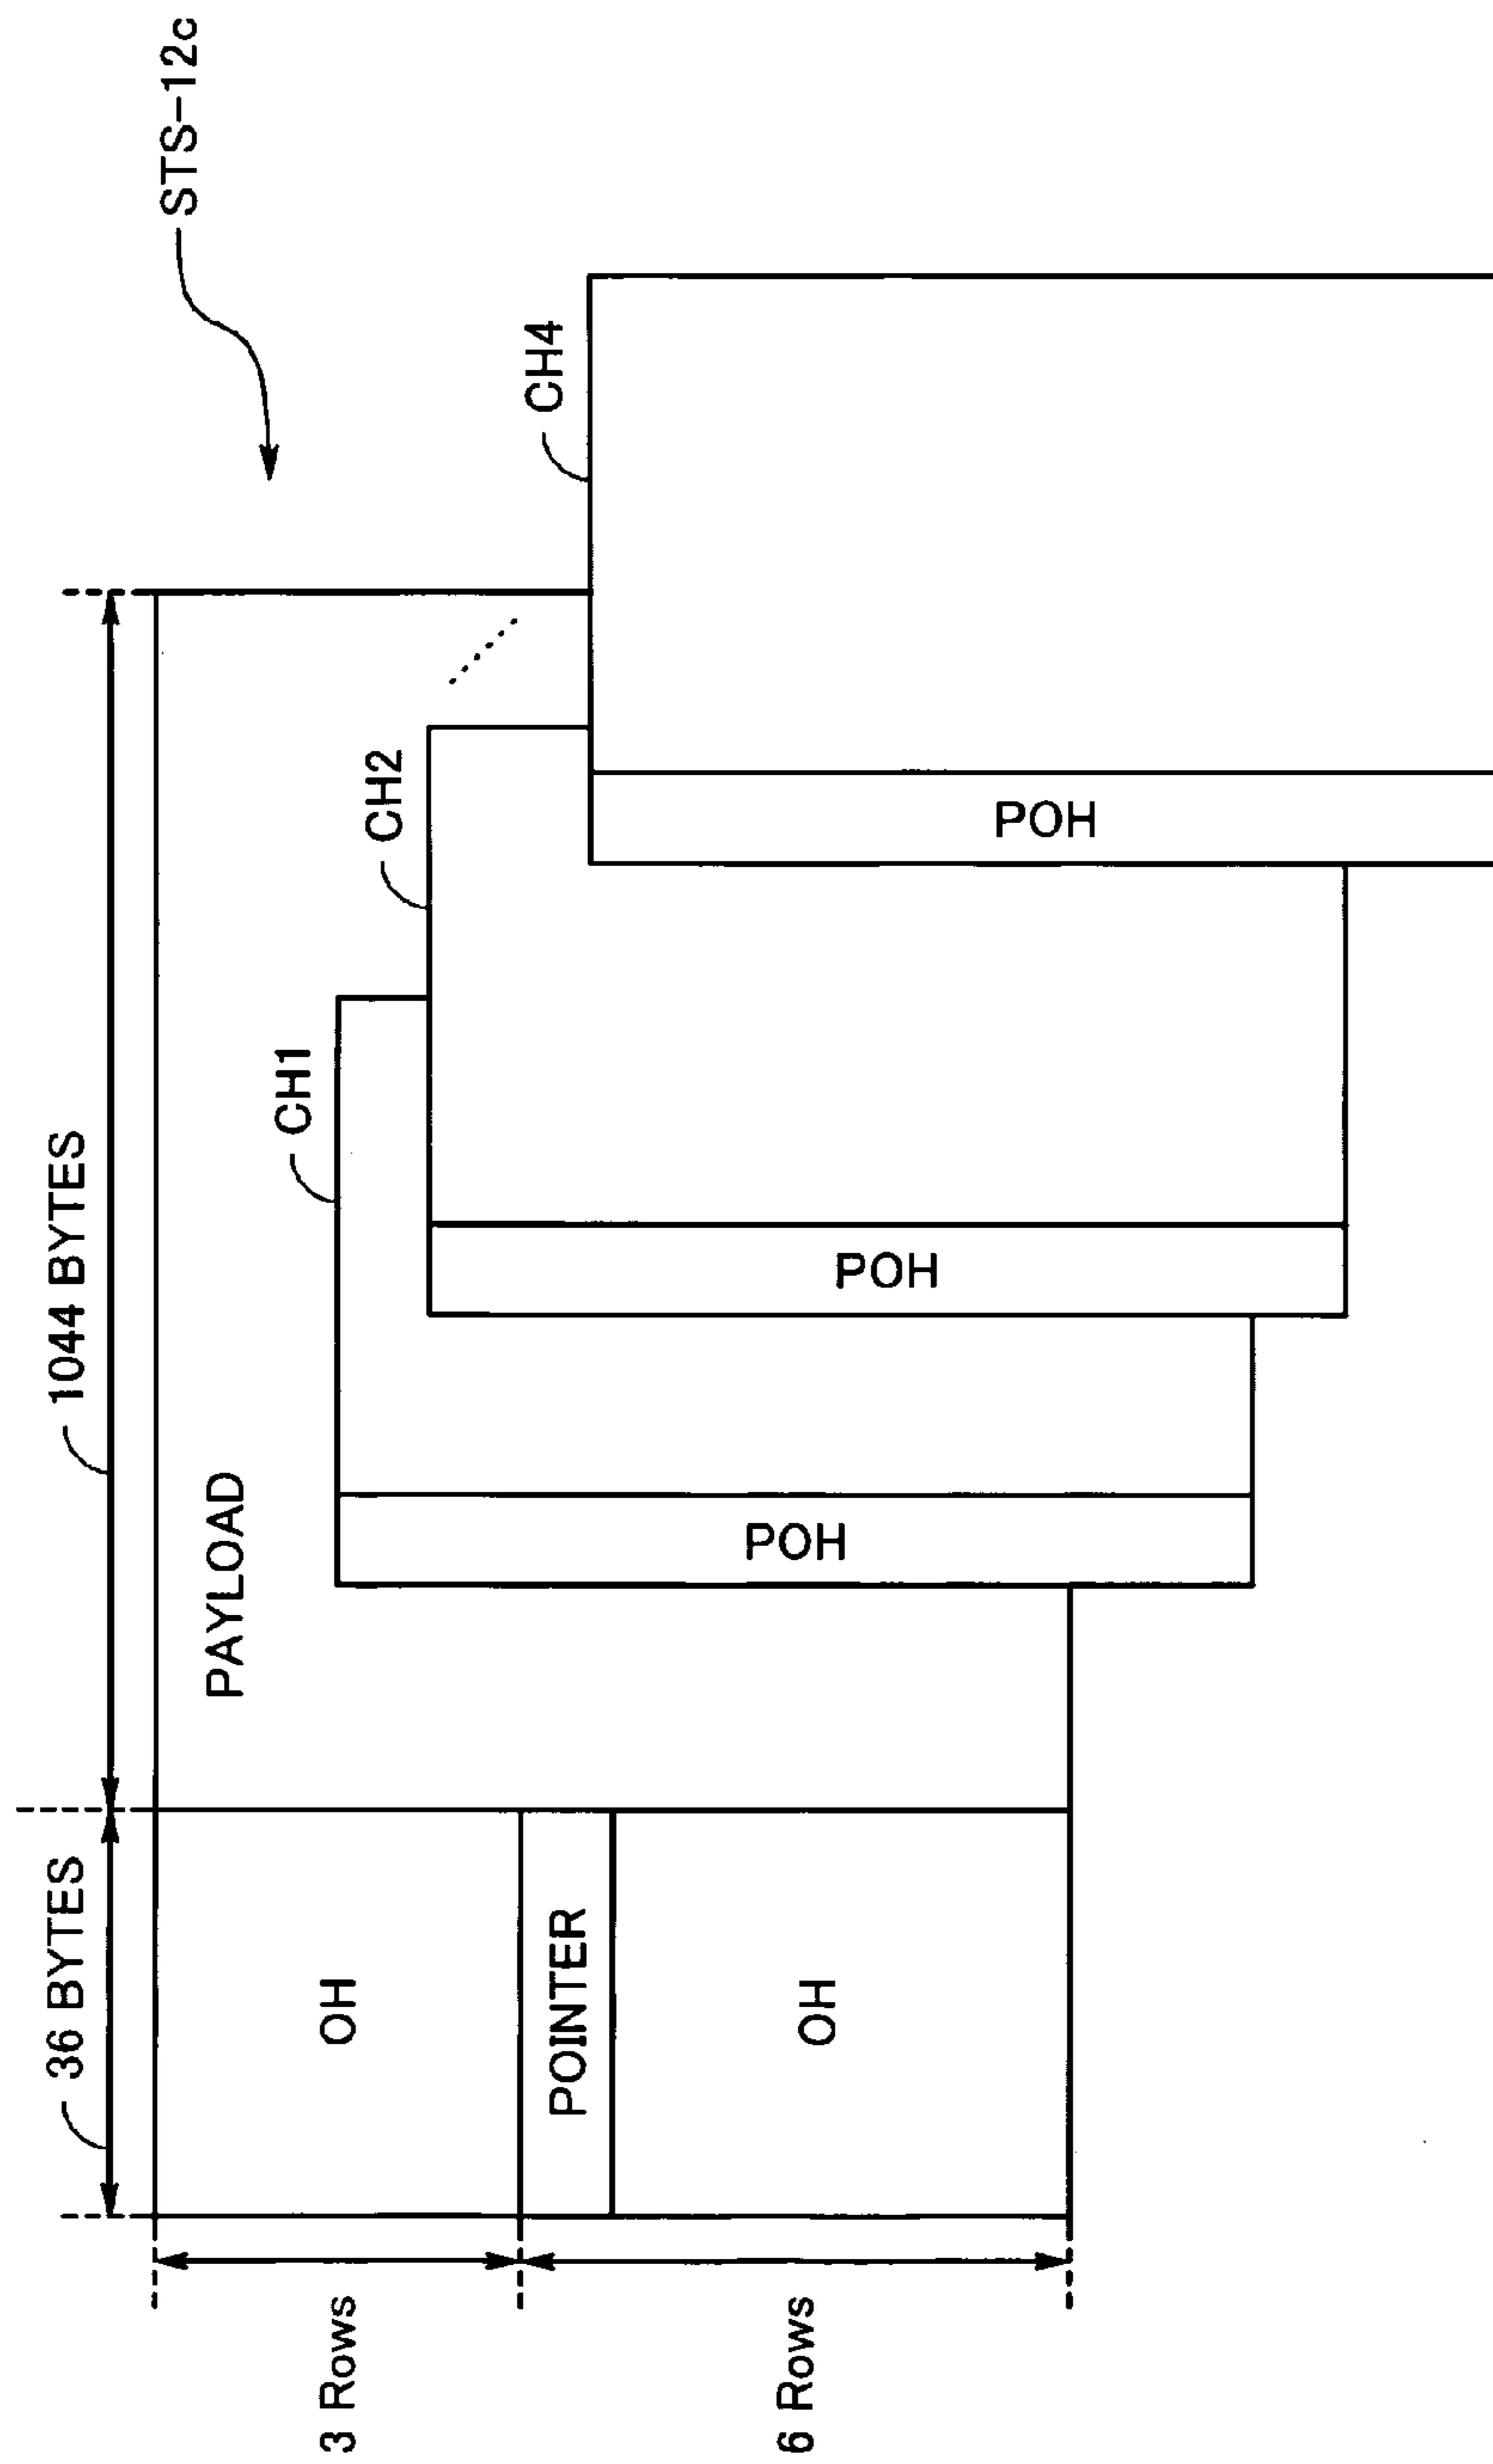 STS-12c
36 BYTES
1044 BYTES
PAYLOAD
3 Rows
OH
POINTER
6 Rows
OH
CH1
POH
CH2
POH
CH4
POH